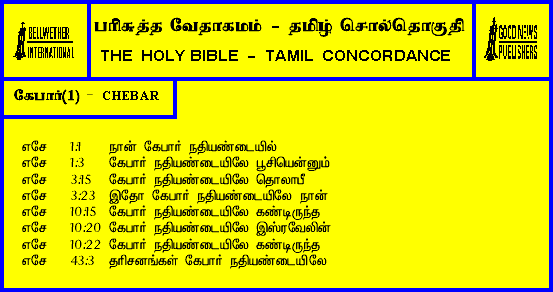 BELLWETHER
INTERNATIONAL
பரிசுத்த வேதாகமம் - தமிழ் சொல்தொகுதி
THE HOLY BIBLE - TAMIL CONCORDANCE
GOOD NEWS
PUBLISHERS
கேபார்(1) - CHEBAR
எசே 1:1 நான் கேபார் நதியண்டையில்
எசே 1:3 கேபார் நதியண்டையிலே பூசியென்னும்
எசே 3:15 கேபார் நதியண்டையிலே தெலாபீ
எசே 3:23 இதோ கேபார் நதியண்டையிலே நான்
எசே 10:15 கேபார் நதியண்டையிலே கண்டிருந்த
எசே 10:20 கேபார் நதியண்டையிலே இஸ்ரவேலின்
எசே 10:22 கேபார் நதியண்டையிலே கண்டிருந்த
எசே 43:3 தரிசனங்கள் கேபார் நதியண்டையிலே